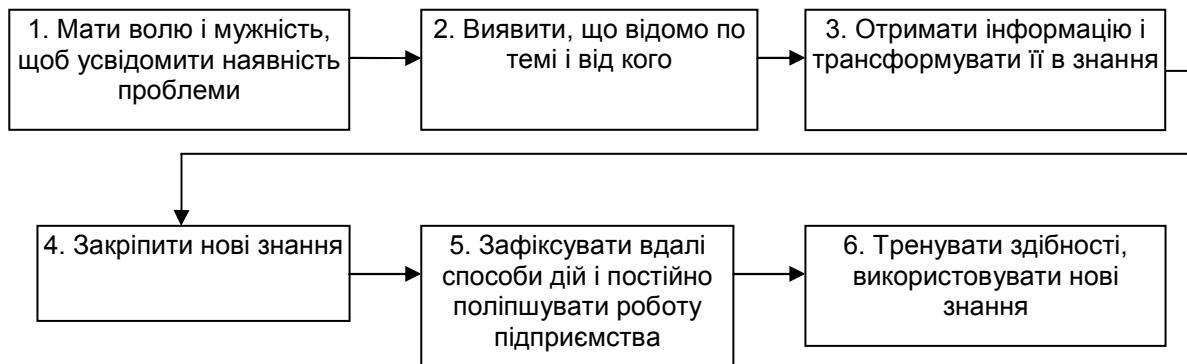 1. Мати волю і мужність,
щоб усвідомити наявність
проблеми
2. Виявити, що відомо по
темі і від кого
3. Отримати інформацію і
трансформувати її в знання
4. Закріпити нові знання
5. Зафіксувати вдалі
способи дій і постійно
поліпшувати роботу
підприємства
6. Тренувати здібності,
використовувати нові
знання